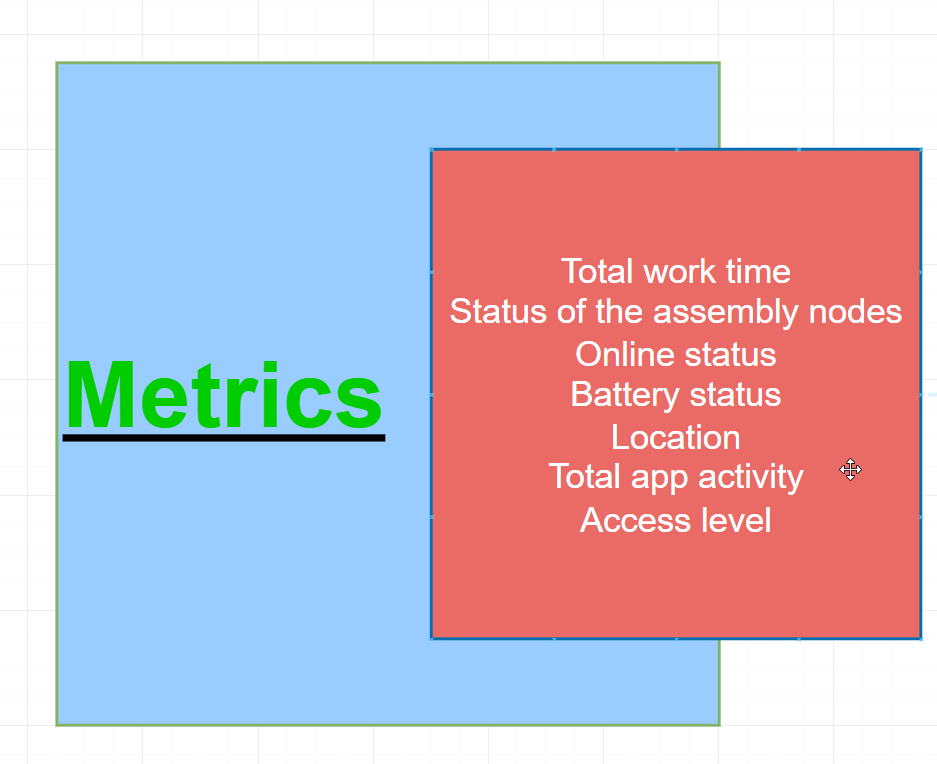 Metrics
Total work time
Status of the assembly nodes
Online status
Battery status
Location
Total app activity
Access level